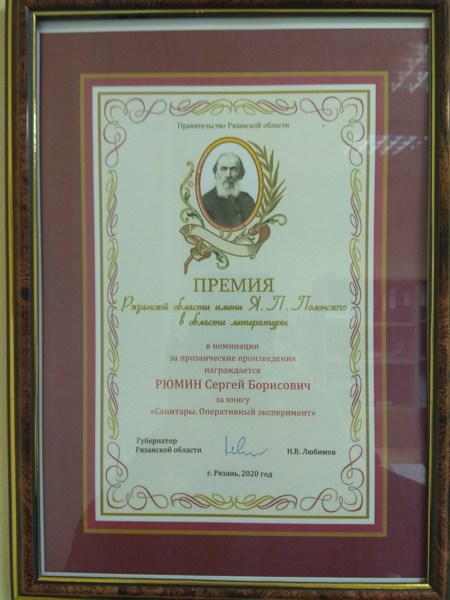 Правительство Рязанской области
ПРЕМИЯ
Рязанской области имени Я. П. Полонского
в области литературы
в номинации
за прозаические произведения
награждается
РЮМИН Сергей Борисович
за книгу
«Санитары. Оперативный эксперимент»
Губернатор
Рязанской области
Н.В. Любимов
г. Рязань, 2020 год